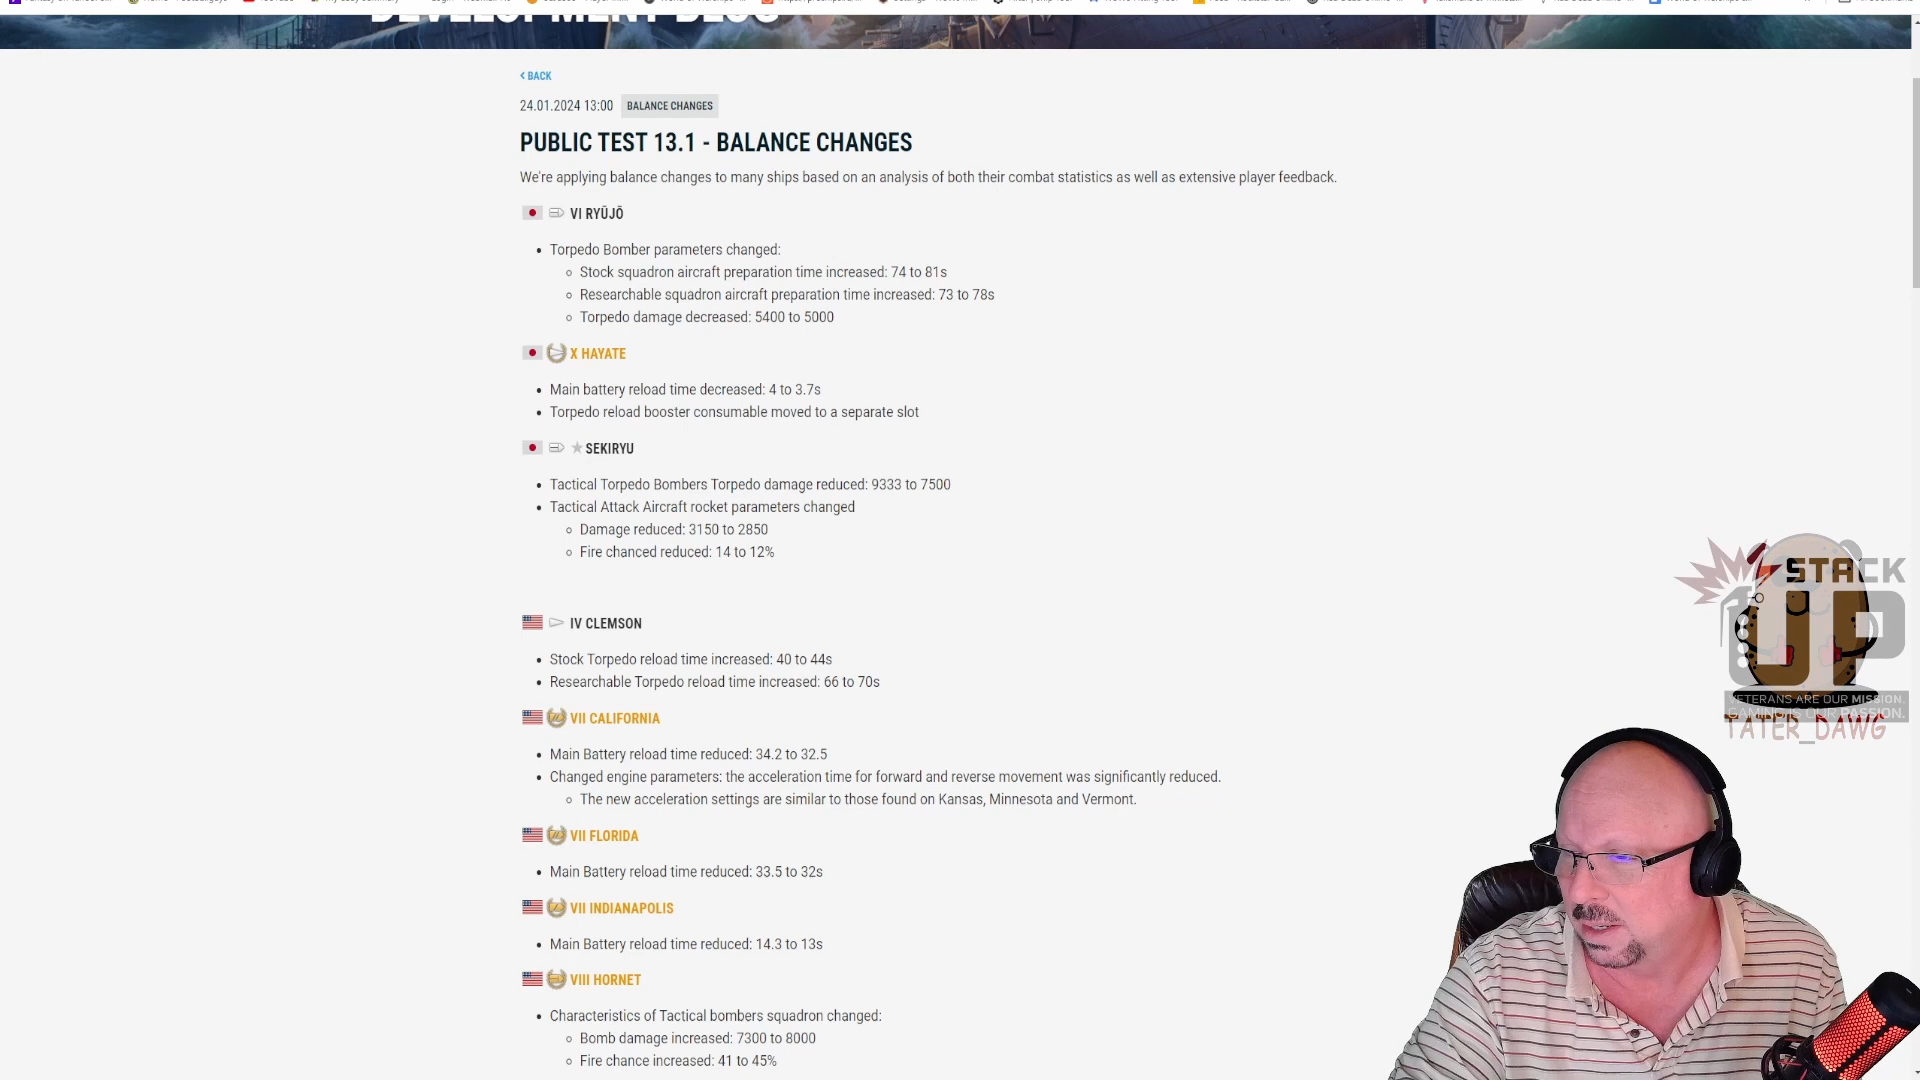 DEVELOPMENT BLOG
< BACK
24.01.2024 13:00 BALANCE CHANGES
PUBLIC TEST 13.1 - BALANCE CHANGES
We're applying balance changes to many ships based on an analysis of both their combat statistics as well as extensive player feedback.
VI RYŪJŌ
• Torpedo Bomber parameters changed:
○ Stock squadron aircraft preparation time increased: 74 to 81s
○ Researchable squadron aircraft preparation time increased: 73 to 78s
○ Torpedo damage decreased: 5400 to 5000
X HAYATE
• Main battery reload time decreased: 4 to 3.7s
• Torpedo reload booster consumable moved to a separate slot
★ SEKIRYU
• Tactical Torpedo Bombers Torpedo damage reduced: 9333 to 7500
• Tactical Attack Aircraft rocket parameters changed
○ Damage reduced: 3150 to 2850
○ Fire chanced reduced: 14 to 12%
IV CLEMSON
• Stock Torpedo reload time increased: 40 to 44s
• Researchable Torpedo reload time increased: 66 to 70s
VII CALIFORNIA
• Main Battery reload time reduced: 34.2 to 32.5
• Changed engine parameters: the acceleration time for forward and reverse movement was significantly reduced.
○ The new acceleration settings are similar to those found on Kansas, Minnesota and Vermont.
VII FLORIDA
• Main Battery reload time reduced: 33.5 to 32s
VII INDIANAPOLIS
• Main Battery reload time reduced: 14.3 to 13s
VIII HORNET
• Characteristics of Tactical bombers squadron changed:
○ Bomb damage increased: 7300 to 8000
○ Fire chance increased: 41 to 45%
STACK
UP
VETERANS ARE OUR MISSION.
GAMING IS OUR PASSION.
TATER_DAWG